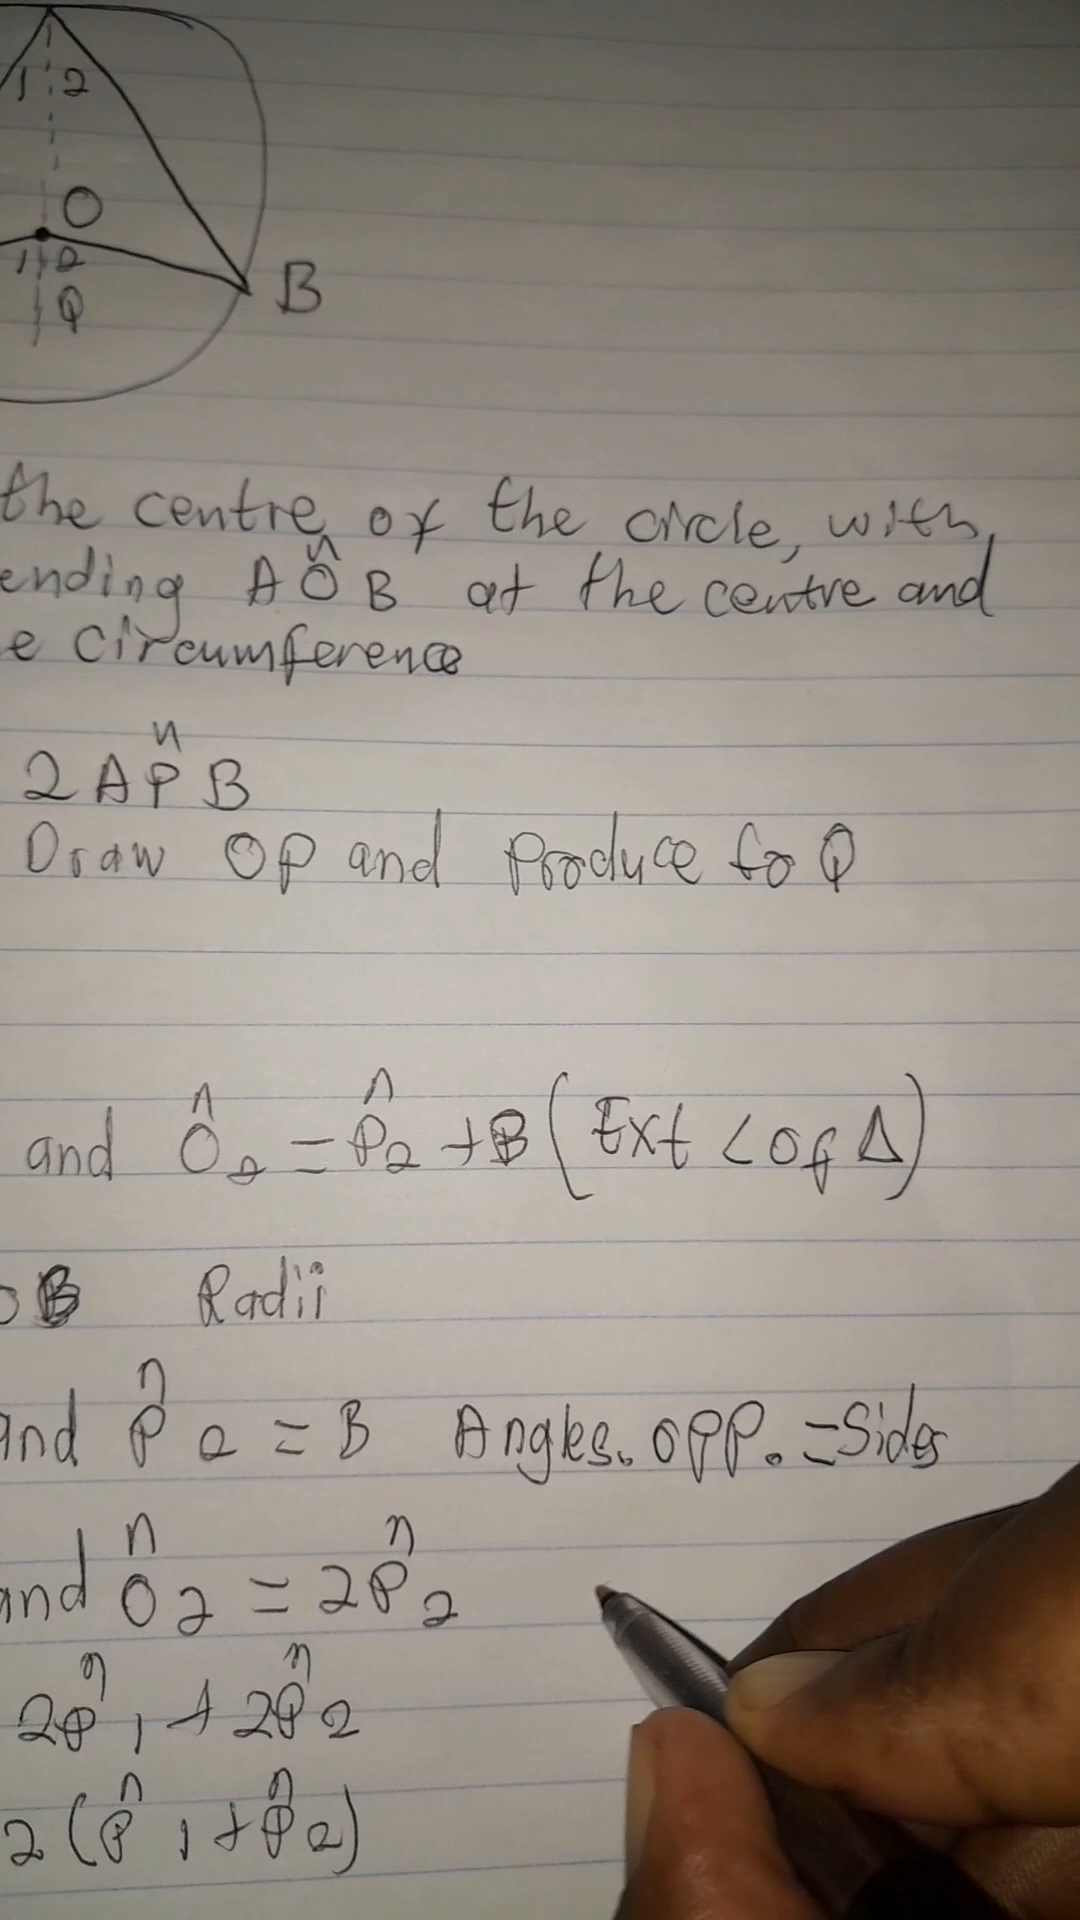 1 2
O
1 2
Q
B
the centre of the circle, with
ending AÔB at the centre and
e circumference
2AP̂B
Draw OP and produce to Q
and Ô2 = P̂2 + B (Ext < of Δ)
OB Radii
and P̂2 = B Angles. opp. = Sides
and Ô2 = 2P̂2
2P̂1 + 2P̂2
2(P̂1 + P̂2)